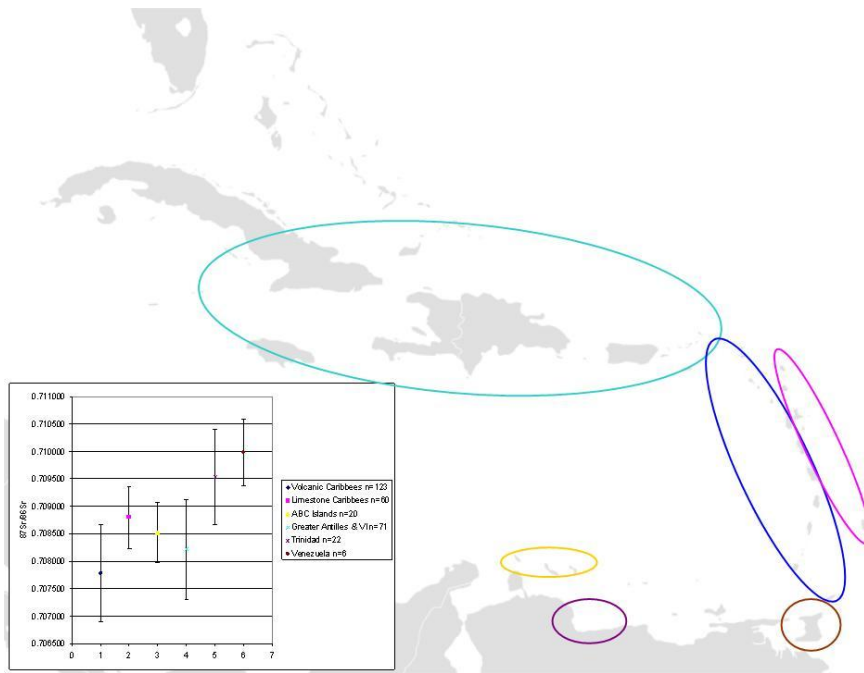 0.711000
0.710500
0.710000
0.709500
0.709000
0.708500
0.708000
0.707500
0.707000
0.706500
87Sr/86Sr
0 1 2 3 4 5 6 7
Volcanic Caribbees n=123
Limestone Caribbees n=60
ABC Islands n=20
Greater Antilles & VI n=71
Trinidad n=22
Venezuela n=6